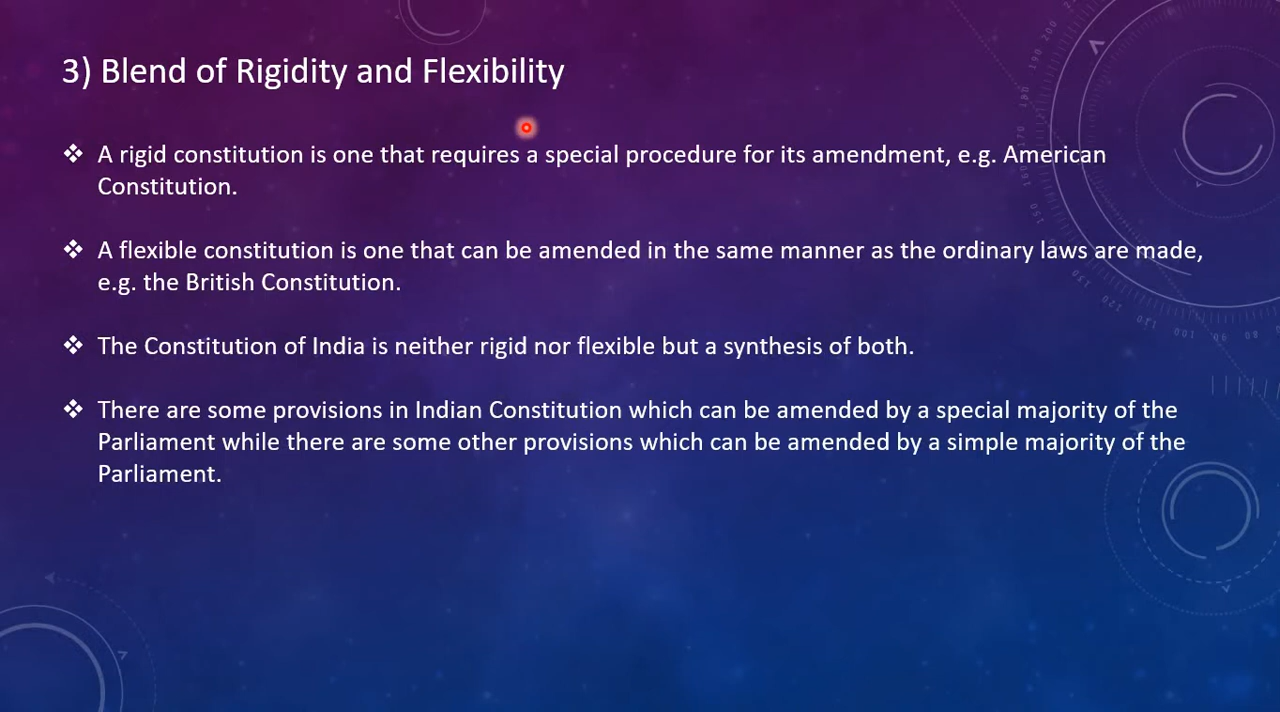 3) Blend of Rigidity and Flexibility
❖ A rigid constitution is one that requires a special procedure for its amendment, e.g. American
Constitution.
❖ A flexible constitution is one that can be amended in the same manner as the ordinary laws are made,
e.g. the British Constitution.
❖ The Constitution of India is neither rigid nor flexible but a synthesis of both.
❖ There are some provisions in Indian Constitution which can be amended by a special majority of the
Parliament while there are some other provisions which can be amended by a simple majority of the
Parliament.